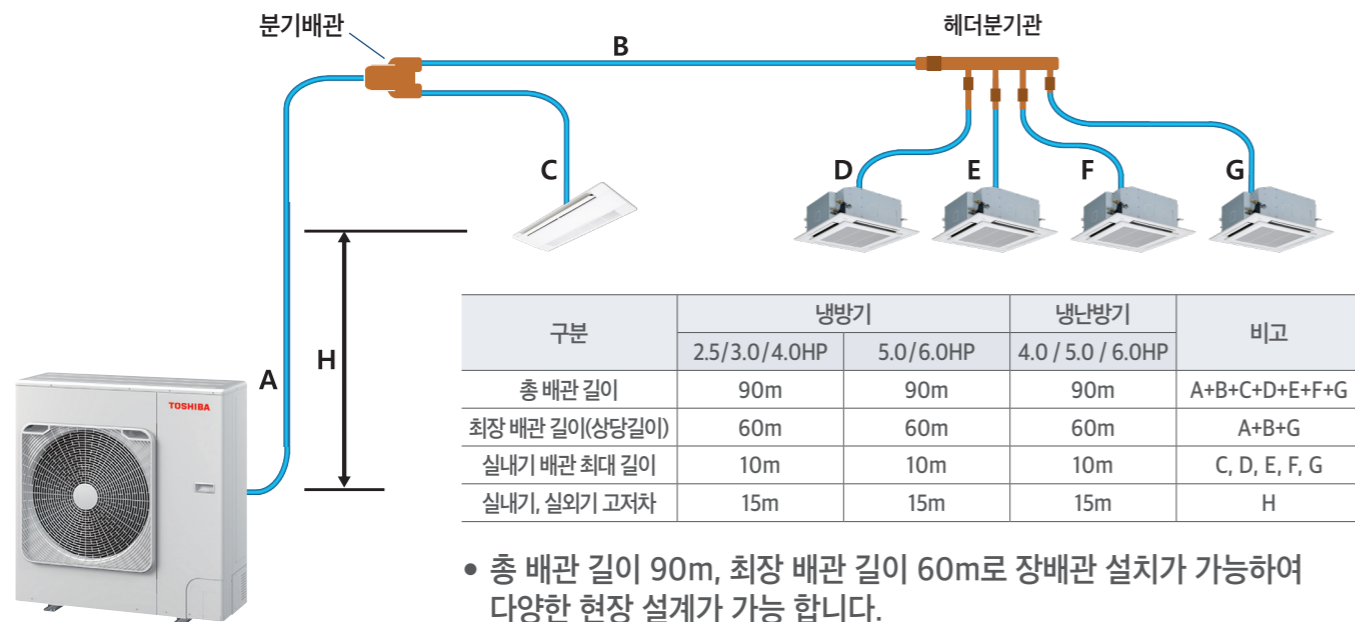 분기배관
B
헤더분기관
C
D
E
F
G
A
H
TOSHIBA
구분 냉방기 냉난방기 비고
2.5/3.0/4.0HP 5.0/6.0HP 4.0 / 5.0 / 6.0HP
총 배관 길이 90m 90m 90m A+B+C+D+E+F+G
최장 배관 길이(상당길이) 60m 60m 60m A+B+G
실내기 배관 최대 길이 10m 10m 10m C, D, E, F, G
실내기, 실외기 고저차 15m 15m 15m H
• 총 배관 길이 90m, 최장 배관 길이 60m로 장배관 설치가 가능하여
다양한 현장 설계가 가능 합니다.